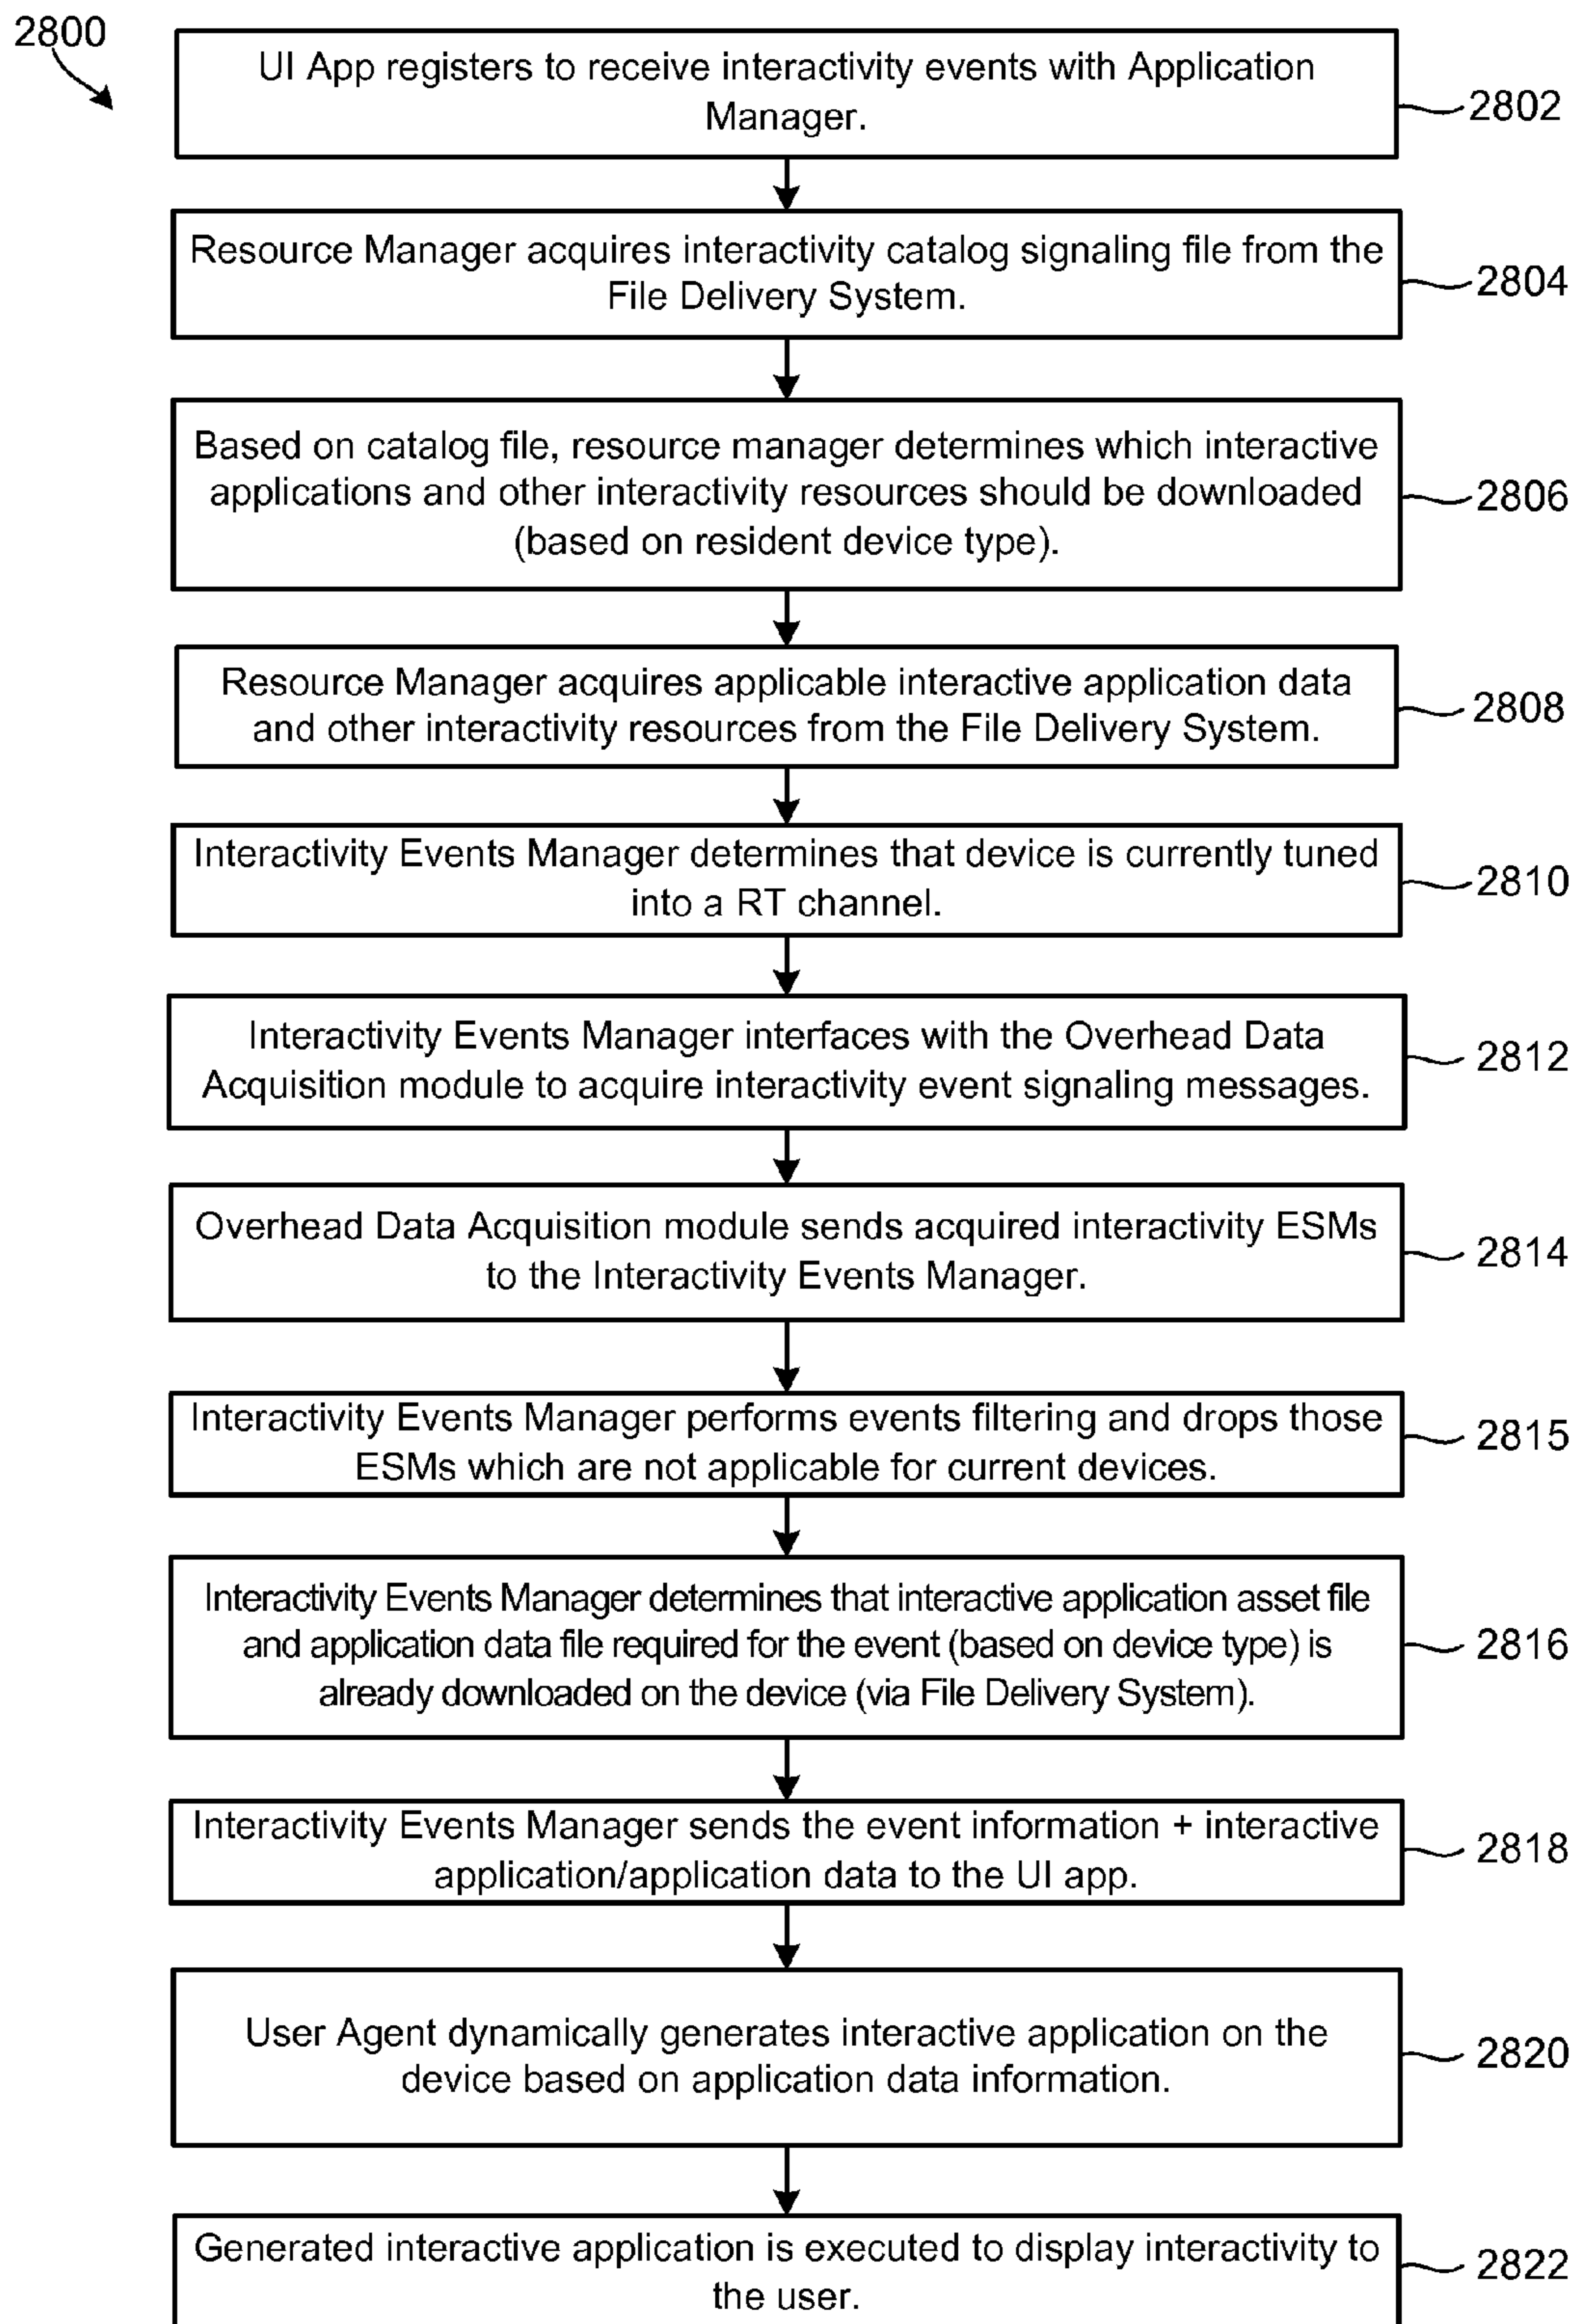 2800
UI App registers to receive interactivity events with Application
Manager.
2802
Resource Manager acquires interactivity catalog signaling file from the
File Delivery System.
2804
Based on catalog file, resource manager determines which interactive
applications and other interactivity resources should be downloaded
(based on resident device type).
2806
Resource Manager acquires applicable interactive application data
and other interactivity resources from the File Delivery System.
2808
Interactivity Events Manager determines that device is currently tuned
into a RT channel.
2810
Interactivity Events Manager interfaces with the Overhead Data
Acquisition module to acquire interactivity event signaling messages.
2812
Overhead Data Acquisition module sends acquired interactivity ESMs
to the Interactivity Events Manager.
2814
Interactivity Events Manager performs events filtering and drops those
ESMs which are not applicable for current devices.
2815
Interactivity Events Manager determines that interactive application asset file
and application data file required for the event (based on device type) is
already downloaded on the device (via File Delivery System).
2816
Interactivity Events Manager sends the event information + interactive
application/application data to the UI app.
2818
User Agent dynamically generates interactive application on the
device based on application data information.
2820
Generated interactive application is executed to display interactivity to
the user.
2822